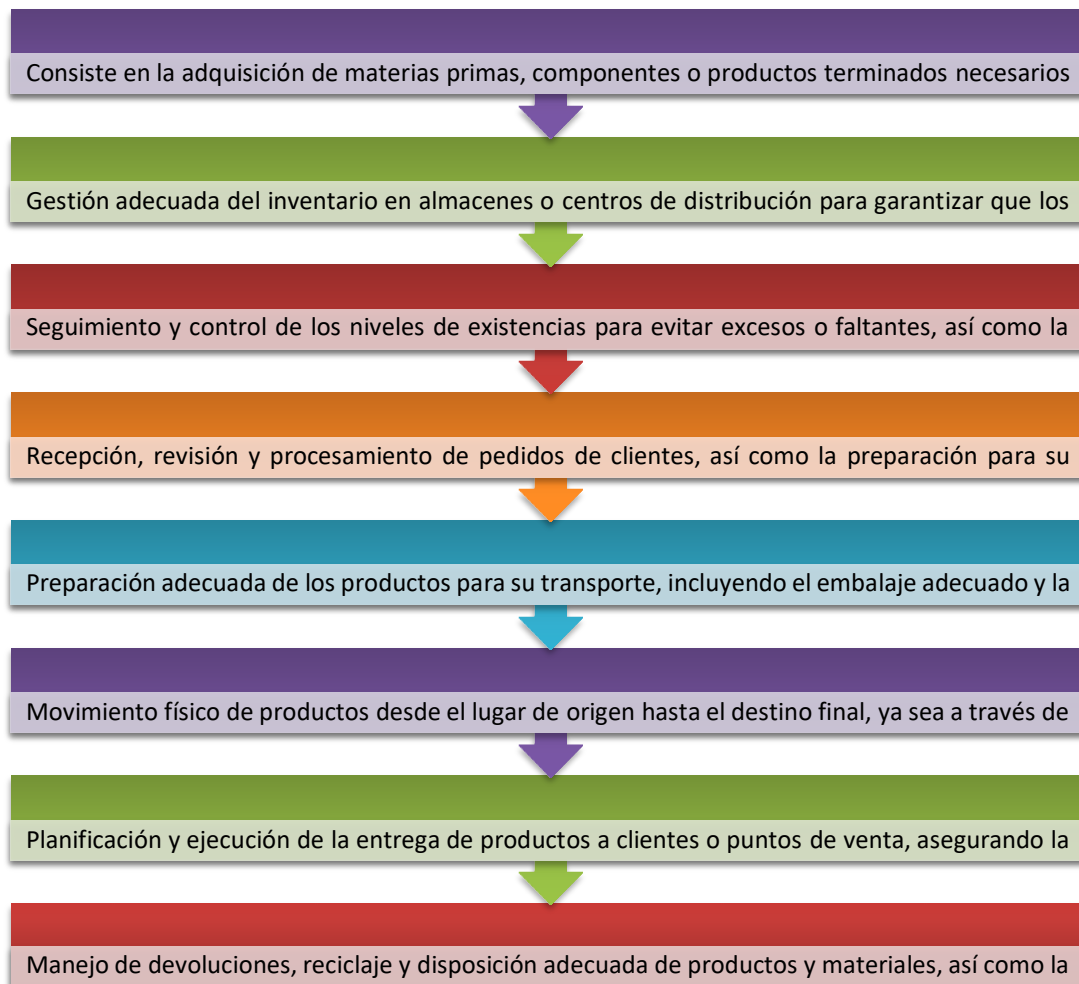 Consiste en la adquisición de materias primas, componentes o productos terminados necesarios
Gestión adecuada del inventario en almacenes o centros de distribución para garantizar que los
Seguimiento y control de los niveles de existencias para evitar excesos o faltantes, así como la
Recepción, revisión y procesamiento de pedidos de clientes, así como la preparación para su
Preparación adecuada de los productos para su transporte, incluyendo el embalaje adecuado y la
Movimiento físico de productos desde el lugar de origen hasta el destino final, ya sea a través de
Planificación y ejecución de la entrega de productos a clientes o puntos de venta, asegurando la
Manejo de devoluciones, reciclaje y disposición adecuada de productos y materiales, así como la